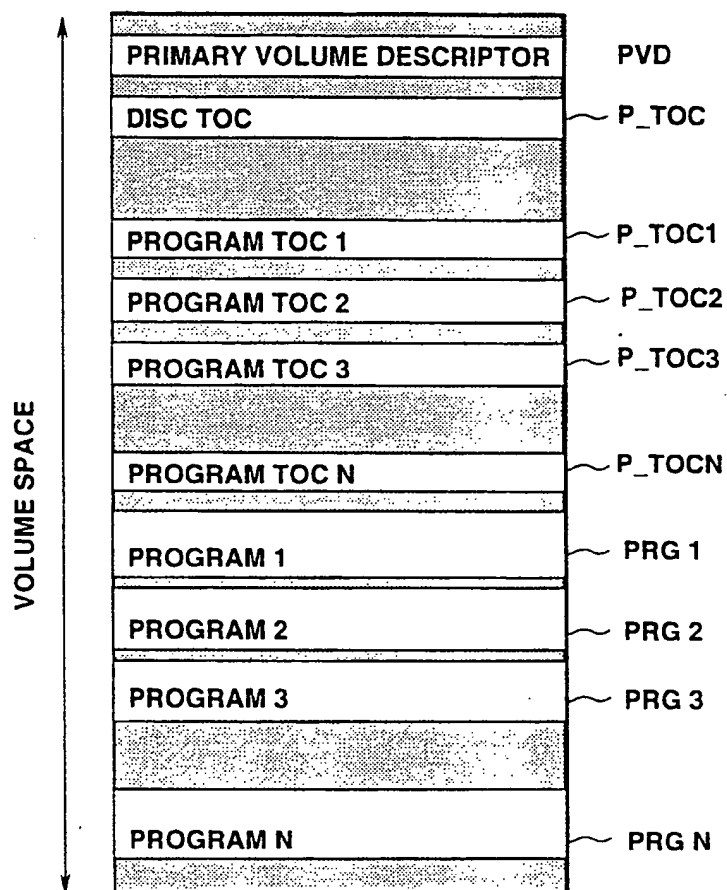 PRIMARY VOLUME DESCRIPTOR PVD
DISC TOC P_TOC
PROGRAM TOC 1 P_TOC1
PROGRAM TOC 2 P_TOC2
PROGRAM TOC 3 P_TOC3
PROGRAM TOC N P_TOCN
VOLUME SPACE
PROGRAM 1 PRG 1
PROGRAM 2 PRG 2
PROGRAM 3 PRG 3
PROGRAM N PRG N